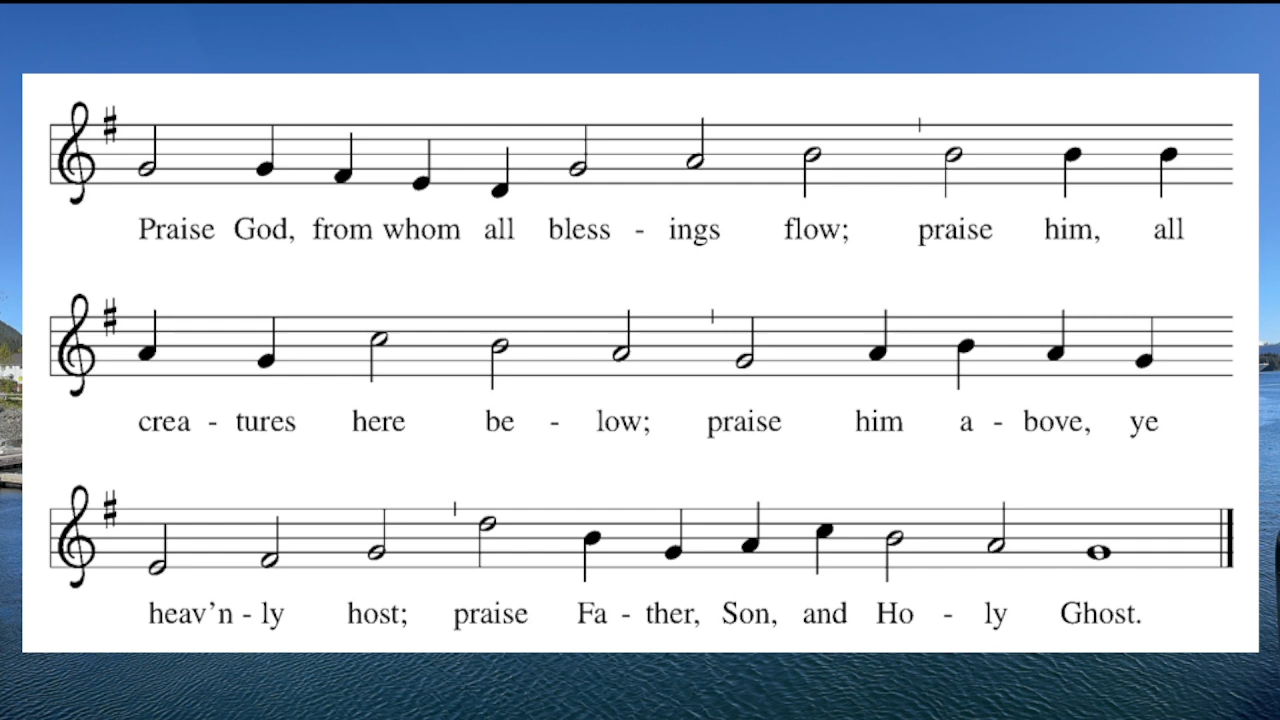 Praise God, from whom all bless - ings flow; praise him, all
crea - tures here be - low; praise him a - bove, ye
heav'n - ly host; praise Fa - ther, Son, and Ho - ly Ghost.